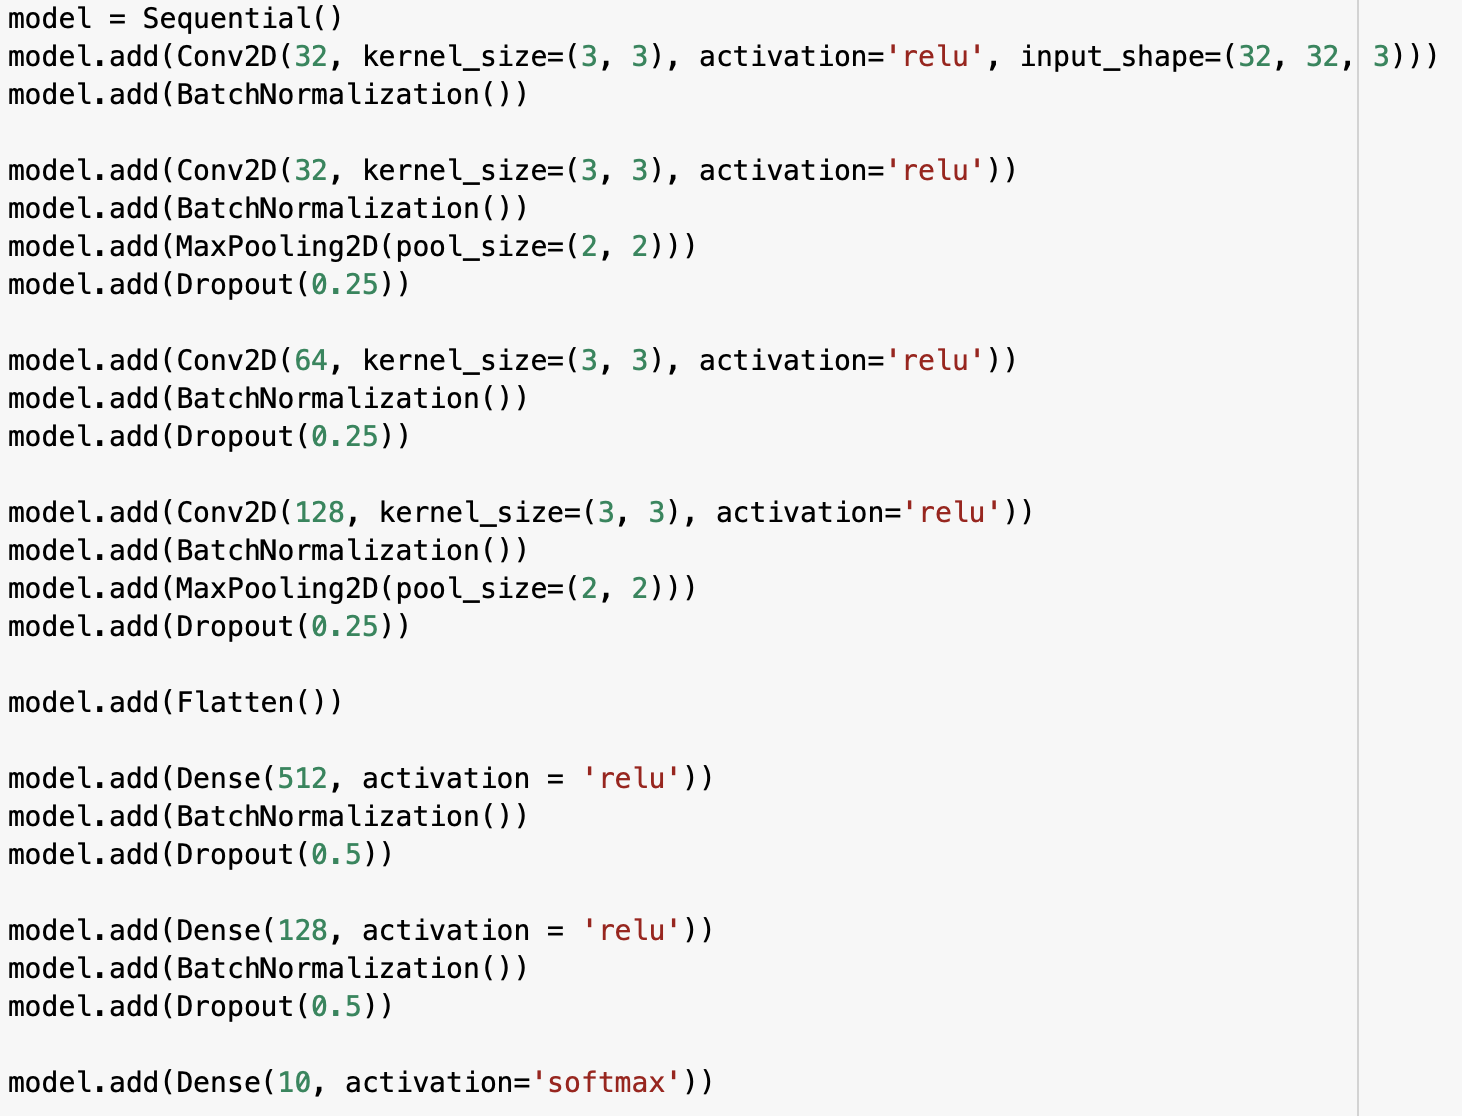 model = Sequential()
model.add(Conv2D(32, kernel_size=(3, 3), activation='relu', input_shape=(32, 32, 3)))
model.add(BatchNormalization())

model.add(Conv2D(32, kernel_size=(3, 3), activation='relu'))
model.add(BatchNormalization())
model.add(MaxPooling2D(pool_size=(2, 2)))
model.add(Dropout(0.25))

model.add(Conv2D(64, kernel_size=(3, 3), activation='relu'))
model.add(BatchNormalization())
model.add(Dropout(0.25))

model.add(Conv2D(128, kernel_size=(3, 3), activation='relu'))
model.add(BatchNormalization())
model.add(MaxPooling2D(pool_size=(2, 2)))
model.add(Dropout(0.25))

model.add(Flatten())

model.add(Dense(512, activation = 'relu'))
model.add(BatchNormalization())
model.add(Dropout(0.5))

model.add(Dense(128, activation = 'relu'))
model.add(BatchNormalization())
model.add(Dropout(0.5))

model.add(Dense(10, activation='softmax'))